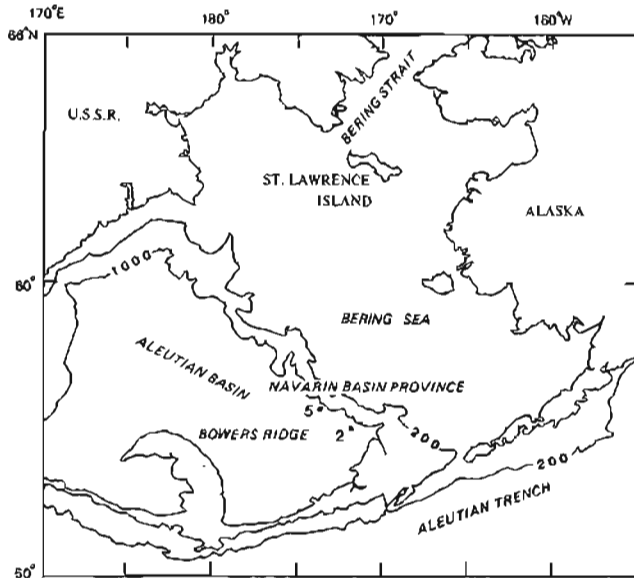 170°E
180°
170°
160°W
66°N
U.S.S.R.
BERING STRAIT
ST. LAWRENCE
ISLAND
ALASKA
1000
60°
BERING SEA
ALEUTIAN BASIN
NAVARIN BASIN PROVINCE
5
BOWERS RIDGE
2
200
200
ALEUTIAN TRENCH
50°